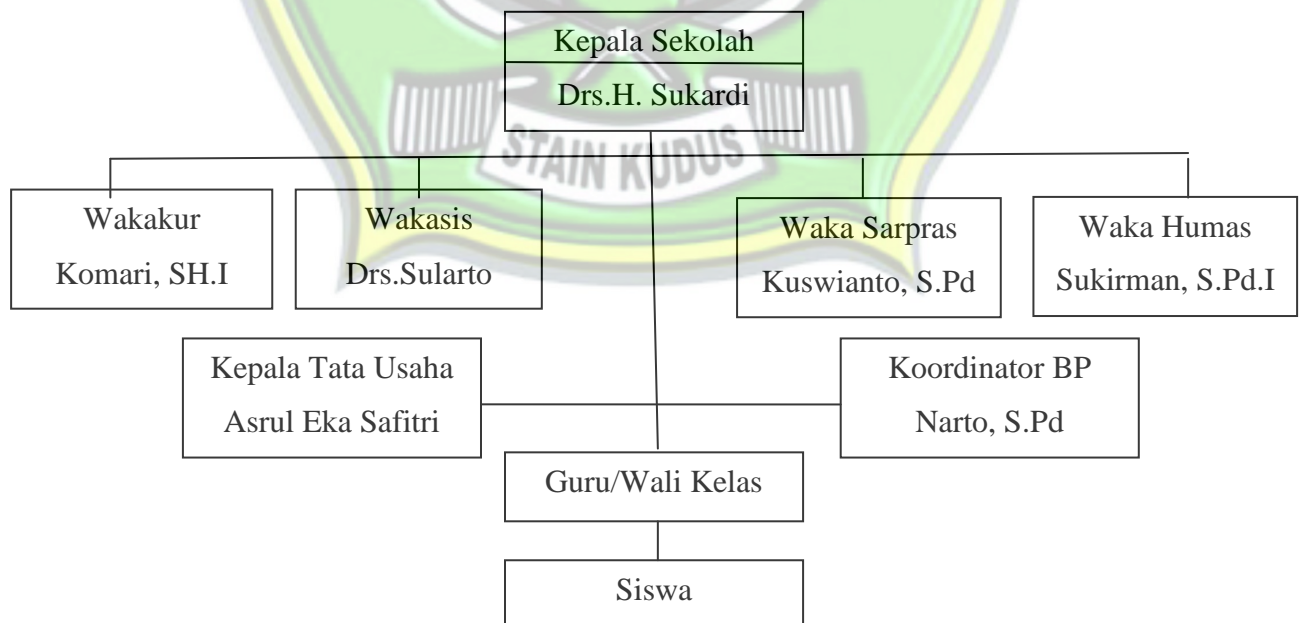 Kepala Sekolah
Drs.H. Sukardi
STAIN KUDUS
Wakakur
Komari, SH.I
Wakasis
Drs.Sularto
Waka Sarpras
Kuswianto, S.Pd
Waka Humas
Sukirman, S.Pd.I
Kepala Tata Usaha
Asrul Eka Safitri
Koordinator BP
Narto, S.Pd
Guru/Wali Kelas
Siswa